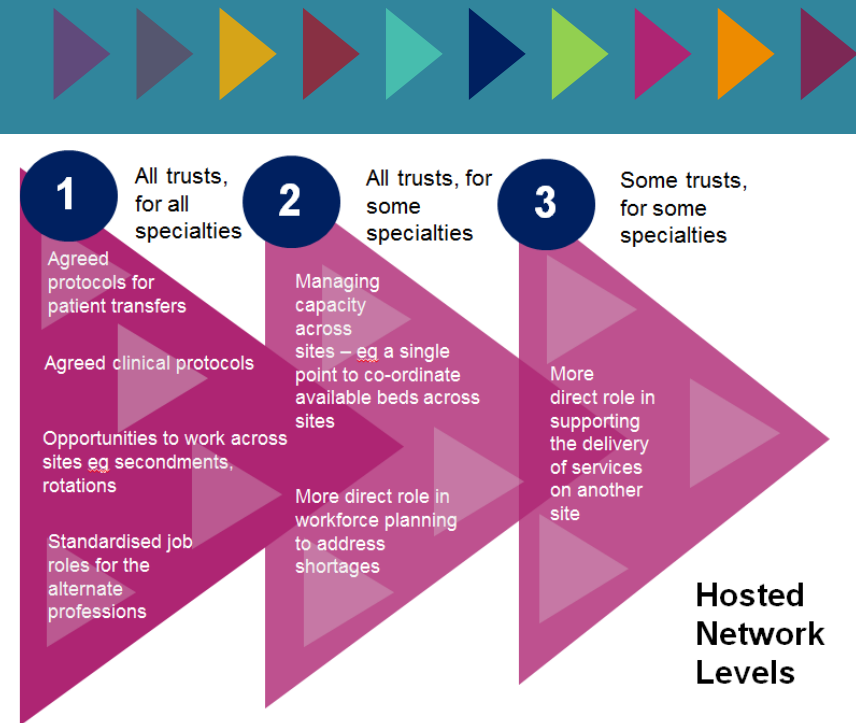 1
All trusts,
for all
specialties
Agreed
protocols for
patient transfers
Agreed clinical protocols
Opportunities to work across
sites eg secondments,
rotations
Standardised job
roles for the
alternate
professions
2
All trusts, for
some
specialties
Managing
capacity
across
sites – eg a single
point to co-ordinate
available beds across
sites
More direct role in
workforce planning
to address
shortages
3
Some trusts,
for some
specialties
More
direct role in
supporting
the delivery
of services
on another
site
Hosted
Network
Levels